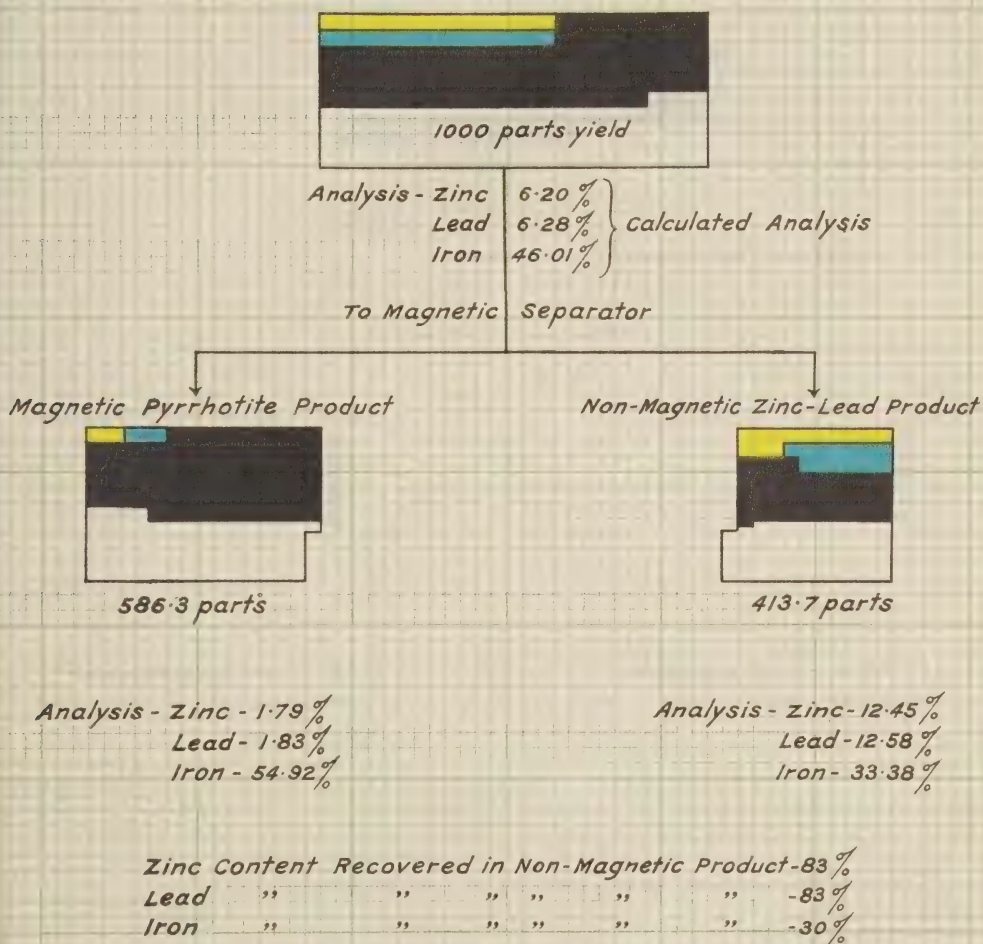 1000 parts yield
Analysis - Zinc 6·20 %
Lead 6·28 % Calculated Analysis
Iron 46·01 %
To Magnetic Separator
Magnetic Pyrrhotite Product
Non-Magnetic Zinc-Lead Product
586·3 parts
413·7 parts
Analysis - Zinc - 1·79 %
Lead - 1·83 %
Iron - 54·92 %
Analysis - Zinc - 12·45 %
Lead - 12·58 %
Iron - 33·38 %
Zinc Content Recovered in Non-Magnetic Product - 83 %
Lead " " " " " " - 83 %
Iron " " " " " " - 30 %